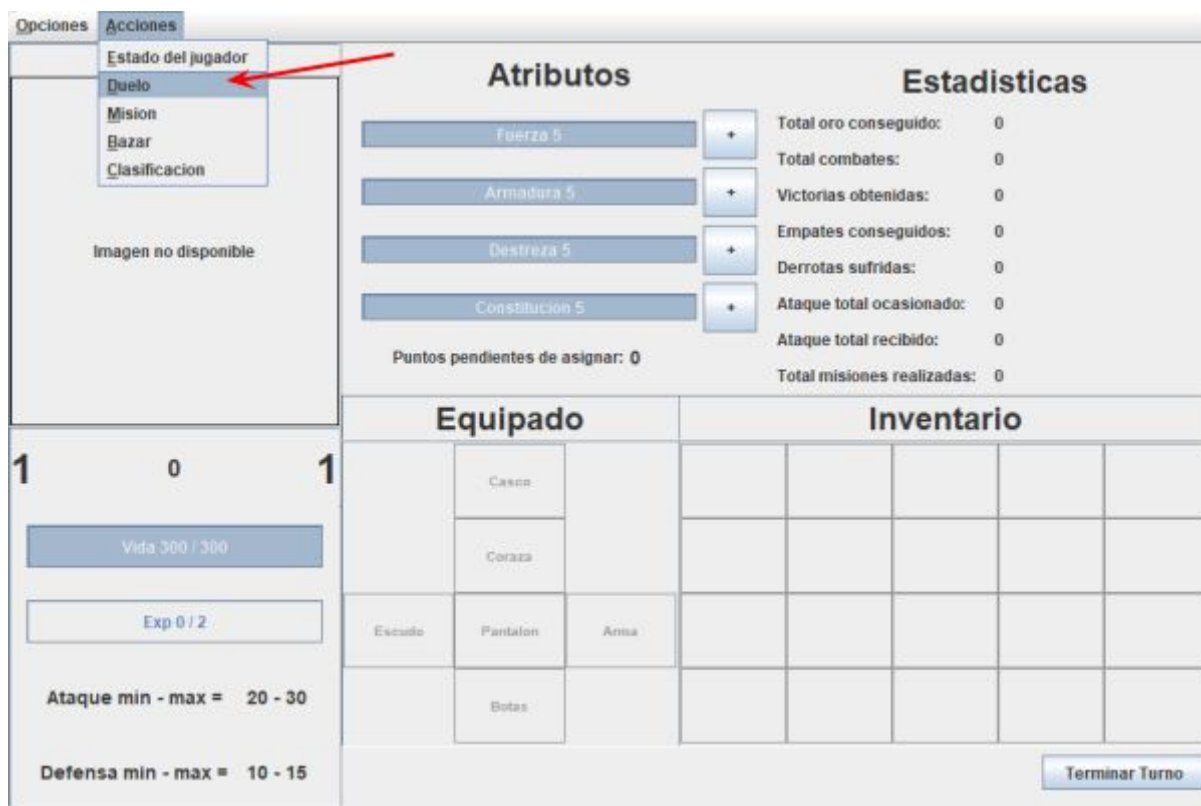 Opciones Acciones
Estado del jugador
Duelo
Mision
Bazar
Clasificacion
Imagen no disponible
Atributos
Fuerza 5
+
Armadura 5
+
Destreza 5
+
Constitucion 5
+
Puntos pendientes de asignar: 0
Estadisticas
Total oro conseguido: 0
Total combates: 0
Victorias obtenidas: 0
Empates conseguidos: 0
Derrotas sufridas: 0
Ataque total ocasionado: 0
Ataque total recibido: 0
Total misiones realizadas: 0
1 0 1
Vida 300 / 300
Exp 0 / 2
Ataque min - max = 20 - 30
Defensa min - max = 10 - 15
Equipado
Casco
Coraza
Escudo Pantalon Arma
Botas
Inventario
Terminar Turno